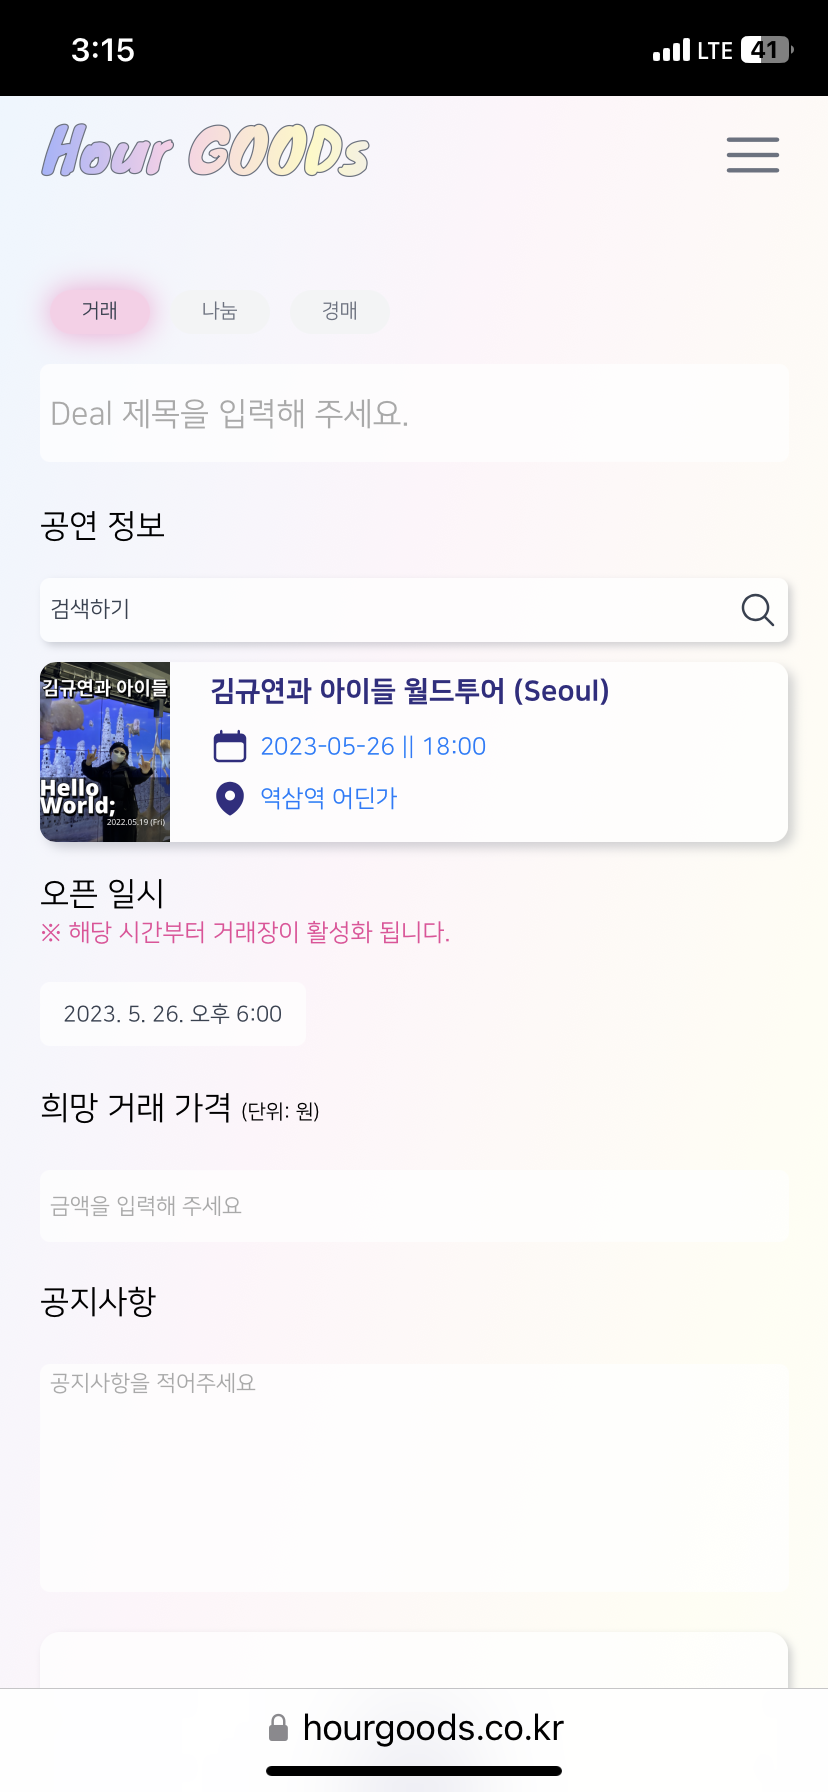 3:15
LTE 41
Hour GOODs
거래 나눔 경매
Deal 제목을 입력해 주세요.
공연 정보
검색하기
김규연과 아이들
Hello
World;
2022.05.19 (Fri)
김규연과 아이들 월드투어 (Seoul)
2023-05-26 || 18:00
역삼역 어딘가
오픈 일시
※ 해당 시간부터 거래장이 활성화 됩니다.
2023. 5. 26. 오후 6:00
희망 거래 가격 (단위: 원)
금액을 입력해 주세요
공지사항
공지사항을 적어주세요
hourgoods.co.kr